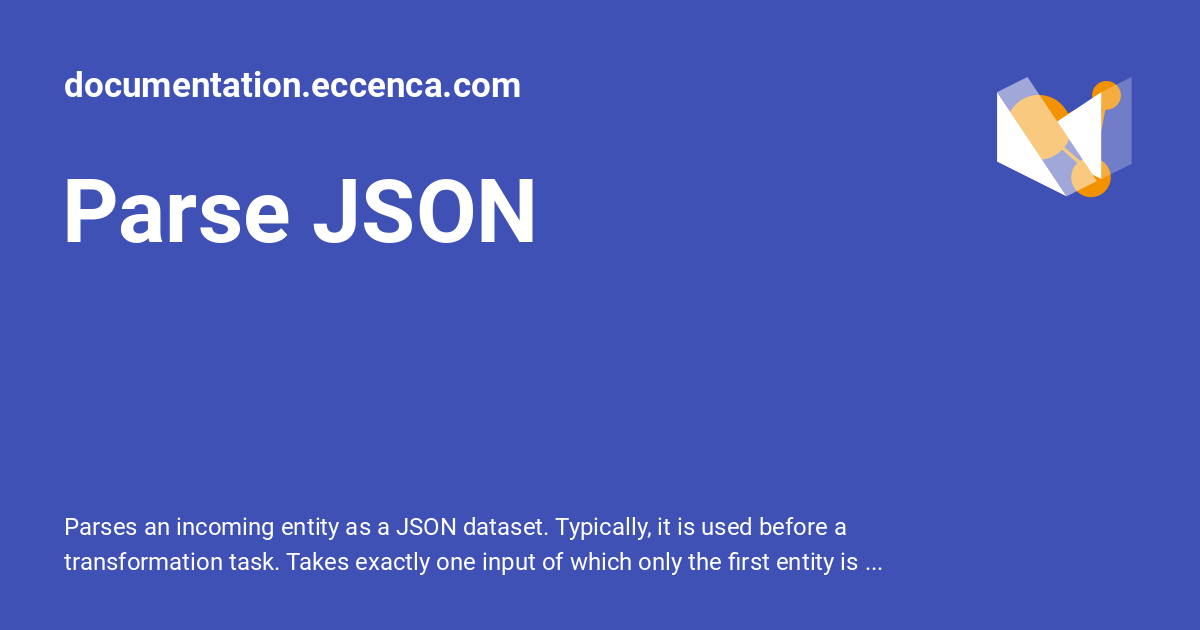 documentation.eccenca.com
Parse JSON
Parses an incoming entity as a JSON dataset. Typically, it is used before a
transformation task. Takes exactly one input of which only the first entity is ...